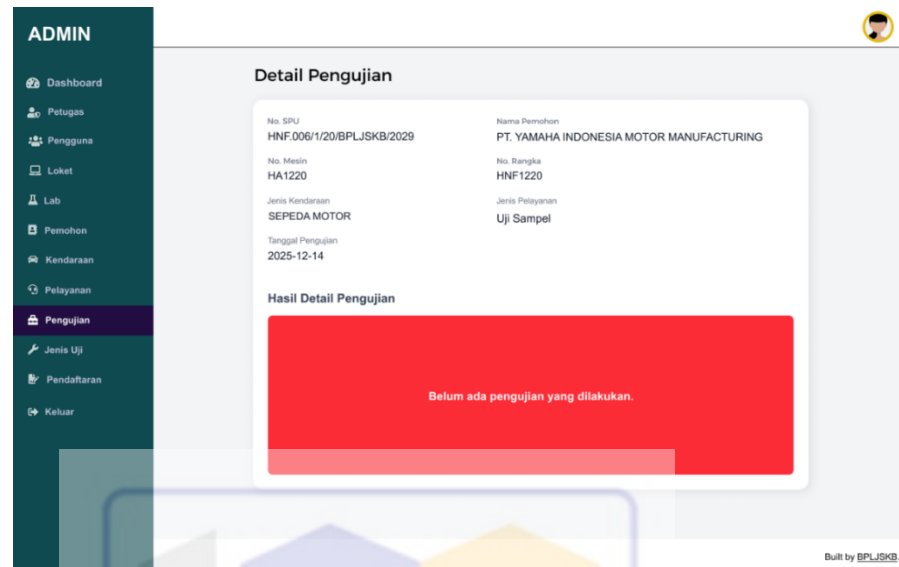 ADMIN
Dashboard
Petugas
Pengguna
Loket
Lab
Pemohon
Kendaraan
Pelayanan
Pengujian
Jenis Uji
Pendaftaran
Keluar
Detail Pengujian
No. SPU
HNF.006/1/20/BPLJSKB/2029
Nama Pemohon
PT. YAMAHA INDONESIA MOTOR MANUFACTURING
No. Mesin
HA1220
No. Rangka
HNF1220
Jenis Kendaraan
SEPEDA MOTOR
Jenis Pelayanan
Uji Sampel
Tanggal Pengujian
2025-12-14
Hasil Detail Pengujian
Belum ada pengujian yang dilakukan.
Built by BPLJSKB.